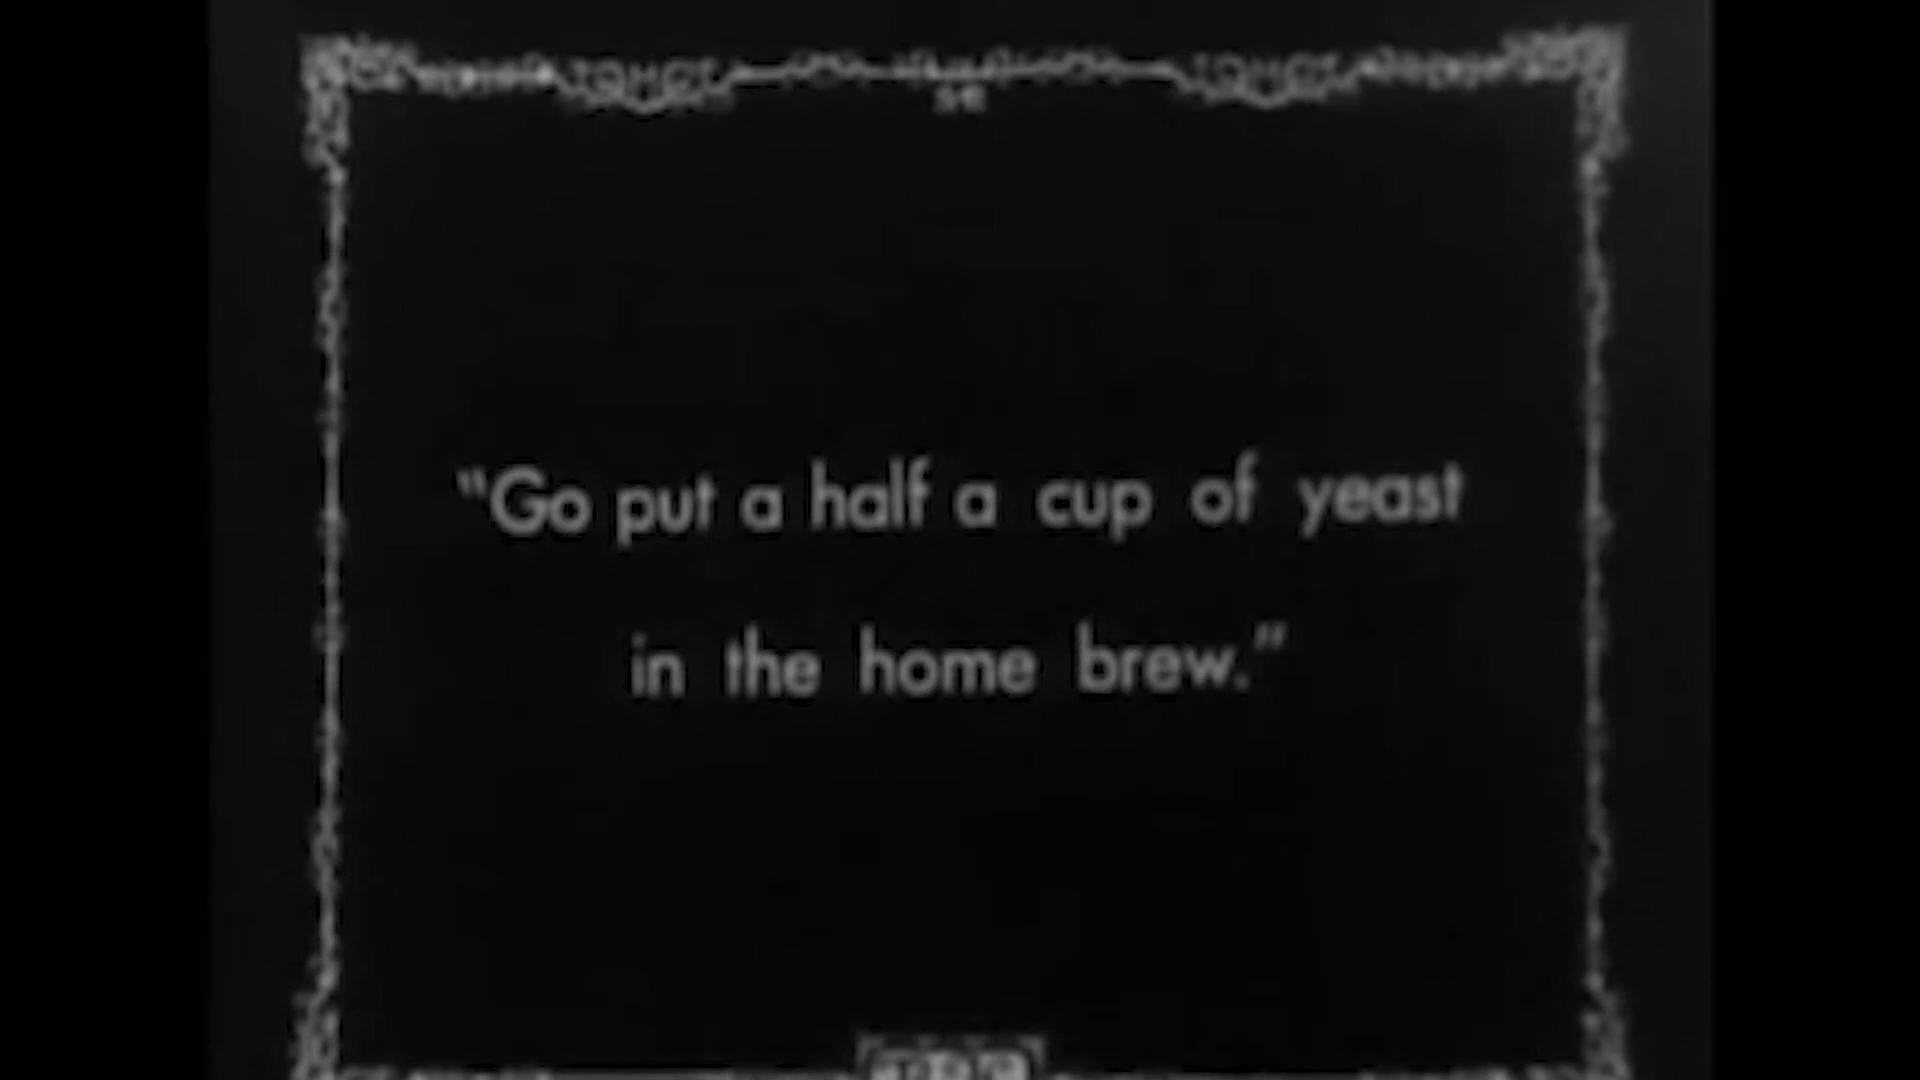 "Go put a half a cup of yeast
in the home brew."